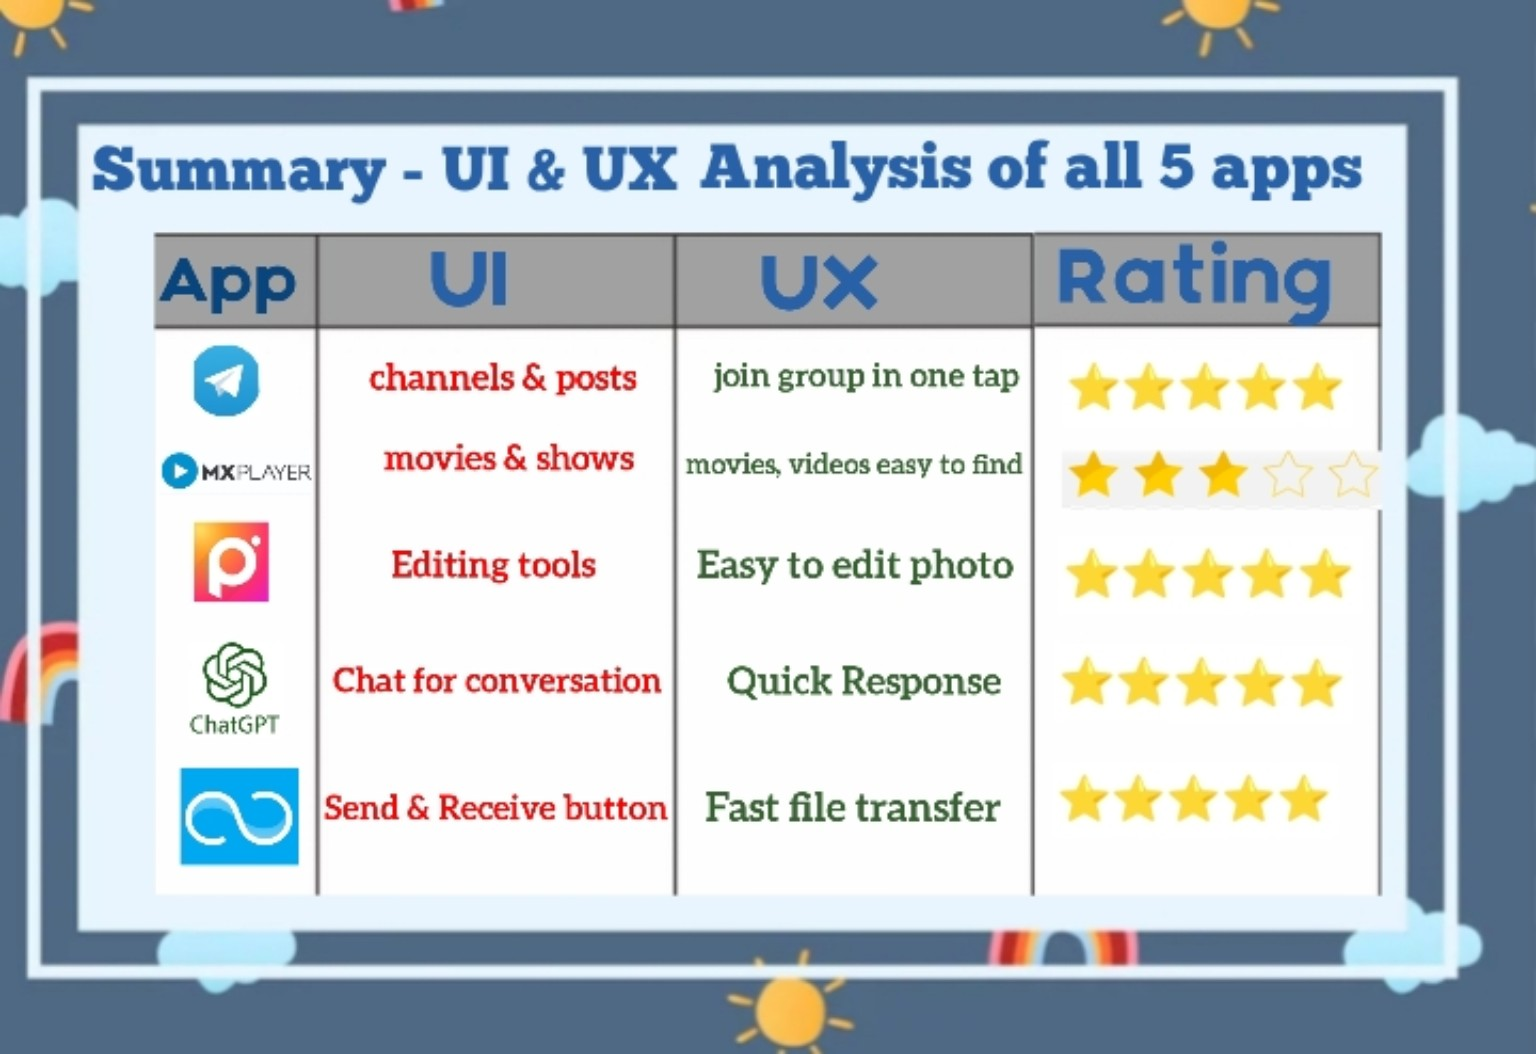 Summary - UI & UX Analysis of all 5 apps
App UI UX Rating
channels & posts join group in one tap
MXPLAYER movies & shows movies, videos easy to find
Editing tools Easy to edit photo
ChatGPT Chat for conversation Quick Response
Send & Receive button Fast file transfer